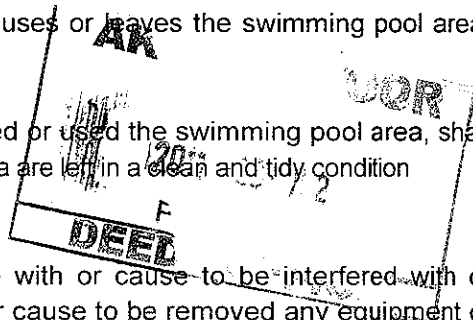 uses or leaves the swimming pool area
AK
ed or used the swimming pool area, sha
a are left in a clean and tidy condition
F
DEED
with or cause to be interfered with
r cause to be removed any equipment